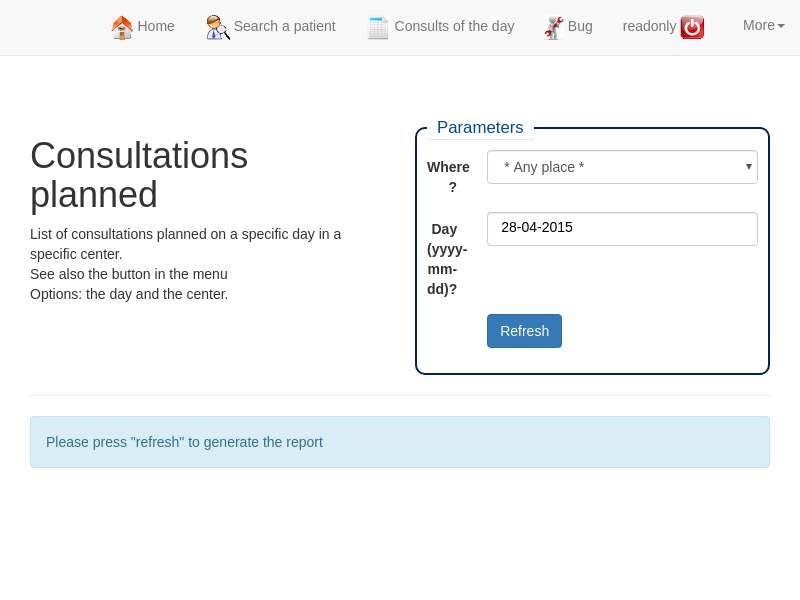 Home Search a patient Consults of the day Bug readonly More
Consultations
planned
List of consultations planned on a specific day in a
specific center.
See also the button in the menu
Options: the day and the center.
Parameters
Where
?
* Any place *
Day
(yyyy-
mm-
dd)?
28-04-2015
Refresh
Please press "refresh" to generate the report